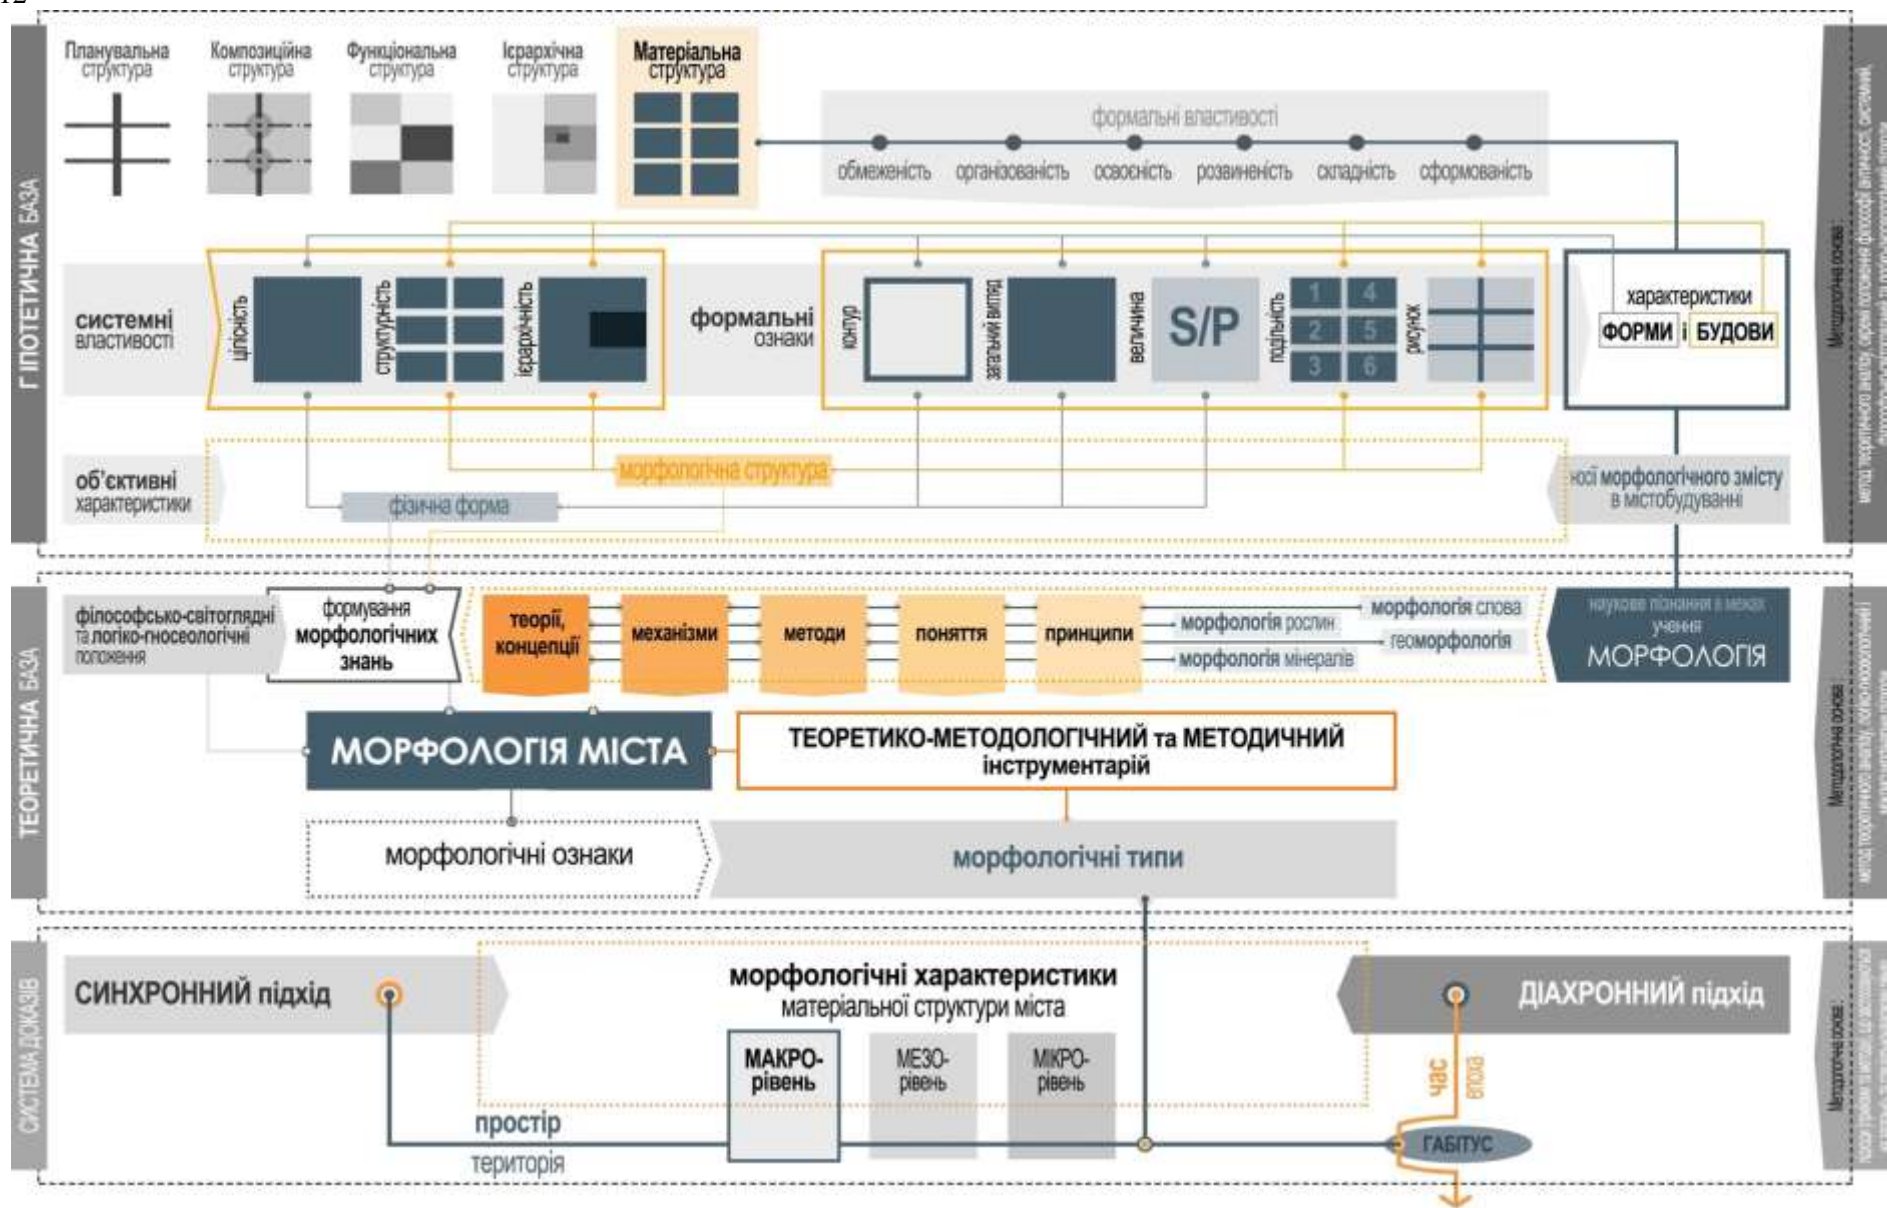 12
Планувальна
структура
Композиційна
структура
Функціональна
структура
Ієрархічна
структура
Матеріальна
структура
формальні властивості
обмеженість
організованість
освоєність
розвиненість
складність
сформованість
ГІПОТЕТИЧНА БАЗА
системні
властивості
цілісність
структурність
ієрархічність
формальні
ознаки
контур
загальний вигляд
величина
S/P
подільність
1 4
2 5
3 6
рисунок
характеристики
ФОРМИ і БУДОВИ
об'єктивні
характеристики
морфологічна структура
фізична форма
носії морфологічного змісту
в містобудуванні
Методологічна основа :
ТЕОРЕТИЧНА БАЗА
філософсько-світоглядні
та логіко-гносеологічні
положення
формування
морфологічних
знань
теорії,
концепції
механізми
методи
поняття
принципи
морфологія слова
морфологія рослин
геоморфологія
морфологія мінералів
наукове пізнання в межах
учення
МОРФОЛОГІЯ
МОРФОЛОГІЯ МІСТА
ТЕОРЕТИКО-МЕТОДОЛОГІЧНИЙ та МЕТОДИЧНИЙ
інструментарій
морфологічні ознаки
морфологічні типи
Методологічна основа :
СИСТЕМА ДОКАЗІВ
СИНХРОННИЙ підхід
морфологічні характеристики
матеріальної структури міста
ДІАХРОННИЙ підхід
МАКРО-
рівень
МЕЗО-
рівень
МІКРО-
рівень
час
епоха
простір
територія
ГАБІТУС
Методологічна основа :